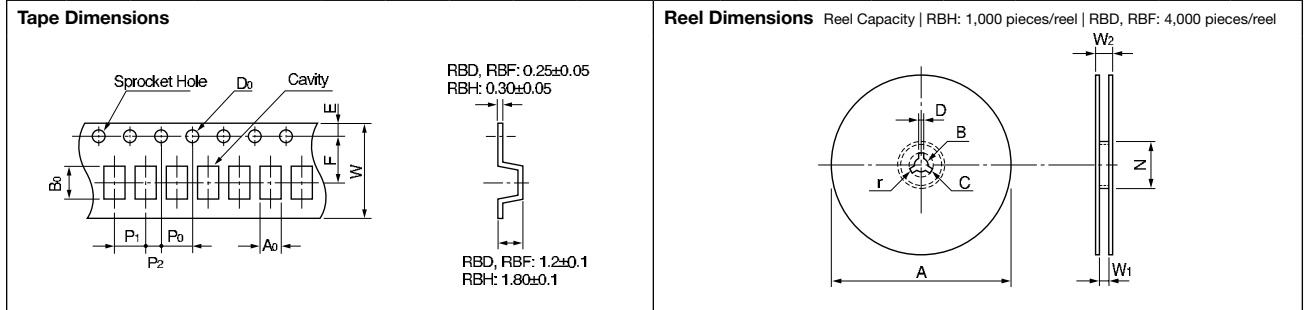 Tape Dimensions
Sprocket Hole
D0
Cavity
E
F
W
B0
P1
P0
A0
P2
RBD, RBF: 0.25±0.05
RBH: 0.30±0.05
RBD, RBF: 1.2±0.1
RBH: 1.80±0.1
Reel Dimensions Reel Capacity | RBH: 1,000 pieces/reel | RBD, RBF: 4,000 pieces/reel
W2
D
B
r
C
N
A
W1